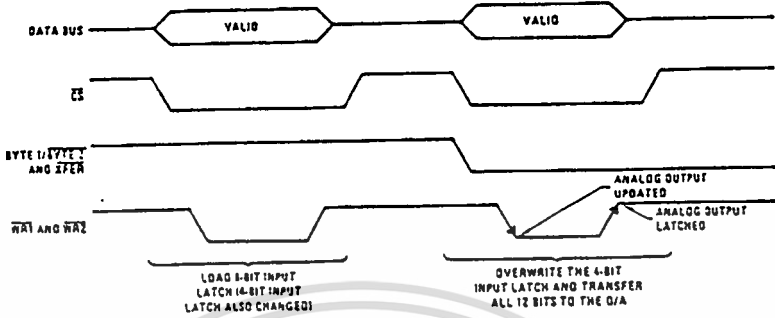 DATA BUS
VALID
VALID
CS
BYTE 1/BYTE 2
AND XFER
ANALOG OUTPUT
UPDATED
ANALOG OUTPUT
LATCHED
WR1 AND WR2
LOAD 8-BIT INPUT
LATCH (4-BIT INPUT
LATCH ALSO CHANGED)
OVERWRITE THE 4-BIT
INPUT LATCH AND TRANSFER
ALL 12 BITS TO THE D/A